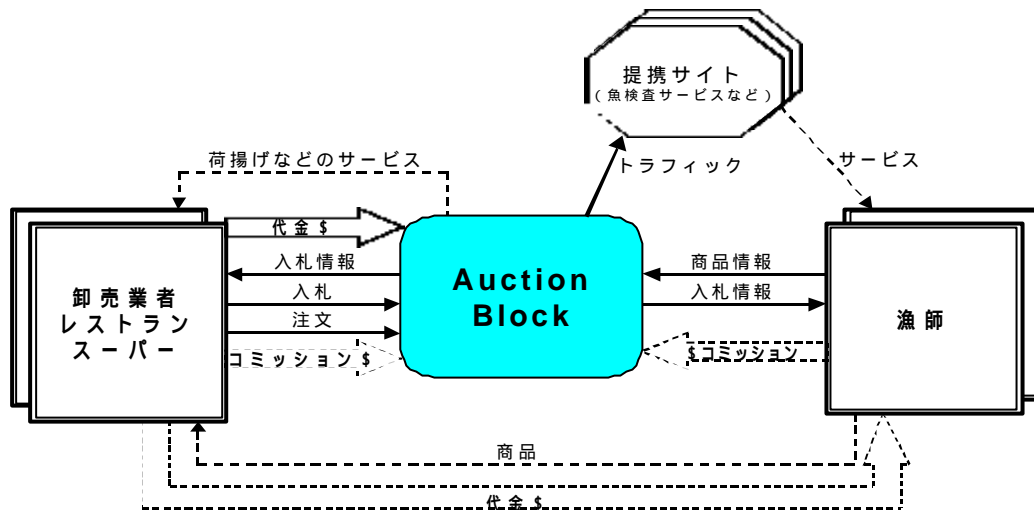 提携サイト
(魚検査サービスなど)
荷揚げなどのサービス
トラフィック
サービス
代金 $
入札情報
入札
注文
コミッション $
卸売業者
レストラン
スーパー
Auction
Block
商品情報
入札情報
$コミッション
漁師
商品
代金 $